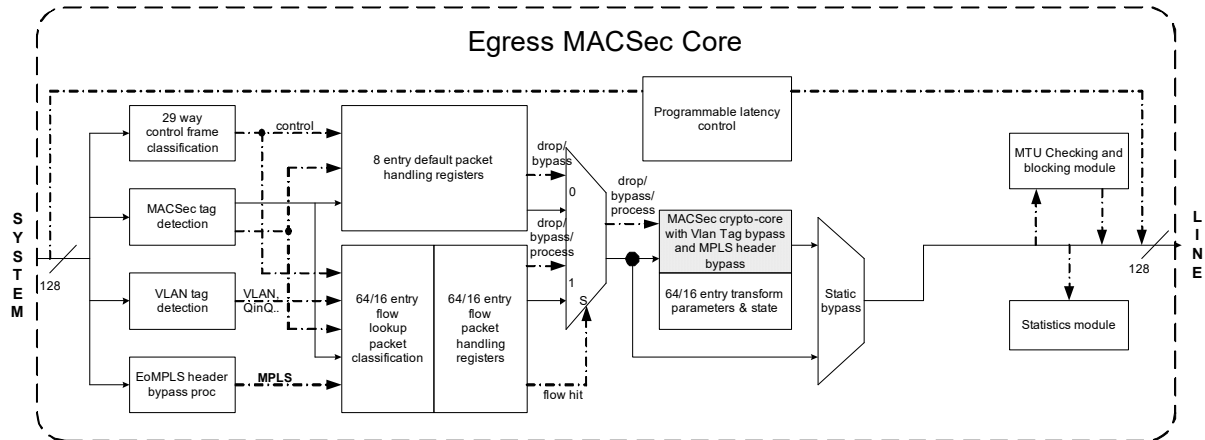 Egress MACSec Core
29 way
control frame
classification
control
8 entry default packet
handling registers
drop/
bypass
0
Programmable latency
control
MTU Checking and
blocking module
MACSec tag
detection
drop/
bypass/
process
drop/
bypass/
process
1
S
MACSec crypto-core
with Vlan Tag bypass
and MPLS header
bypass
64/16 entry transform
parameters & state
SYSTEM
128
LINE
128
VLAN tag
detection
VLAN,
QinQ..
64/16 entry
flow
lookup
packet
classification
64/16 entry
flow
packet
handling
registers
Static
bypass
Statistics module
EoMPLS header
bypass proc
MPLS
flow hit